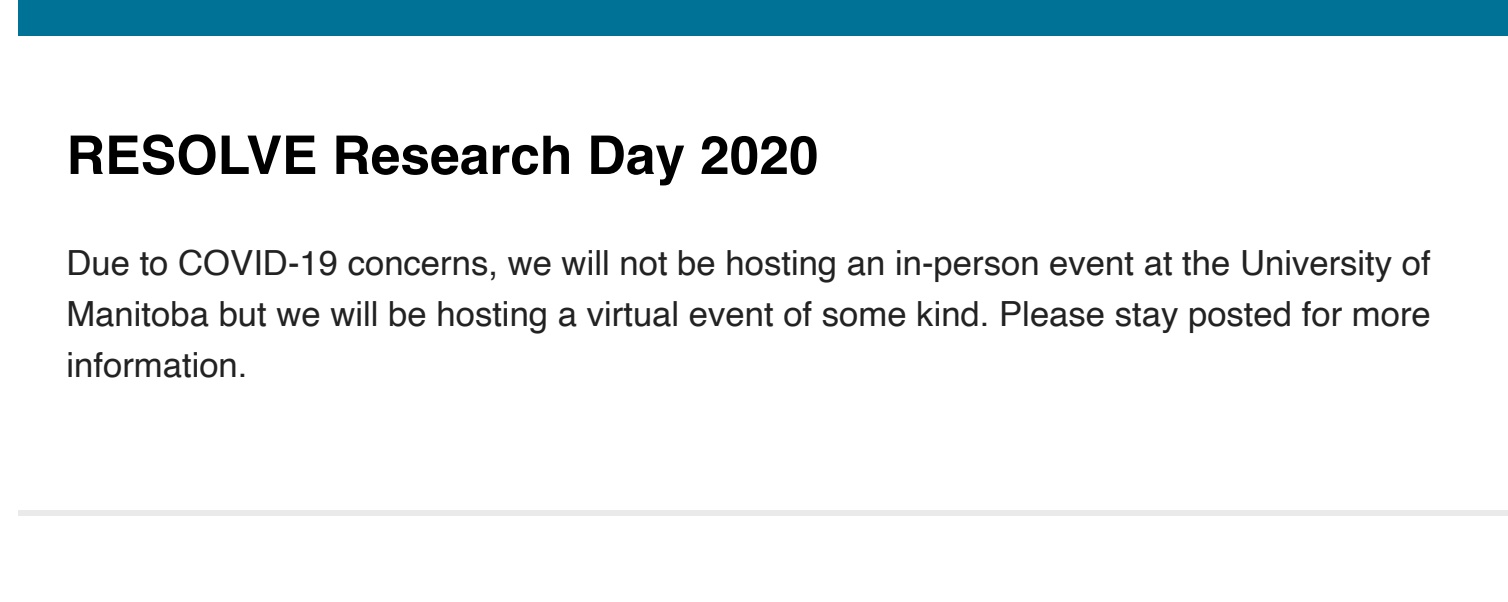 RESOLVE Research Day 2020
Due to COVID-19 concerns, we will not be hosting an in-person event at the University of
Manitoba but we will be hosting a virtual event of some kind. Please stay posted for more
information.